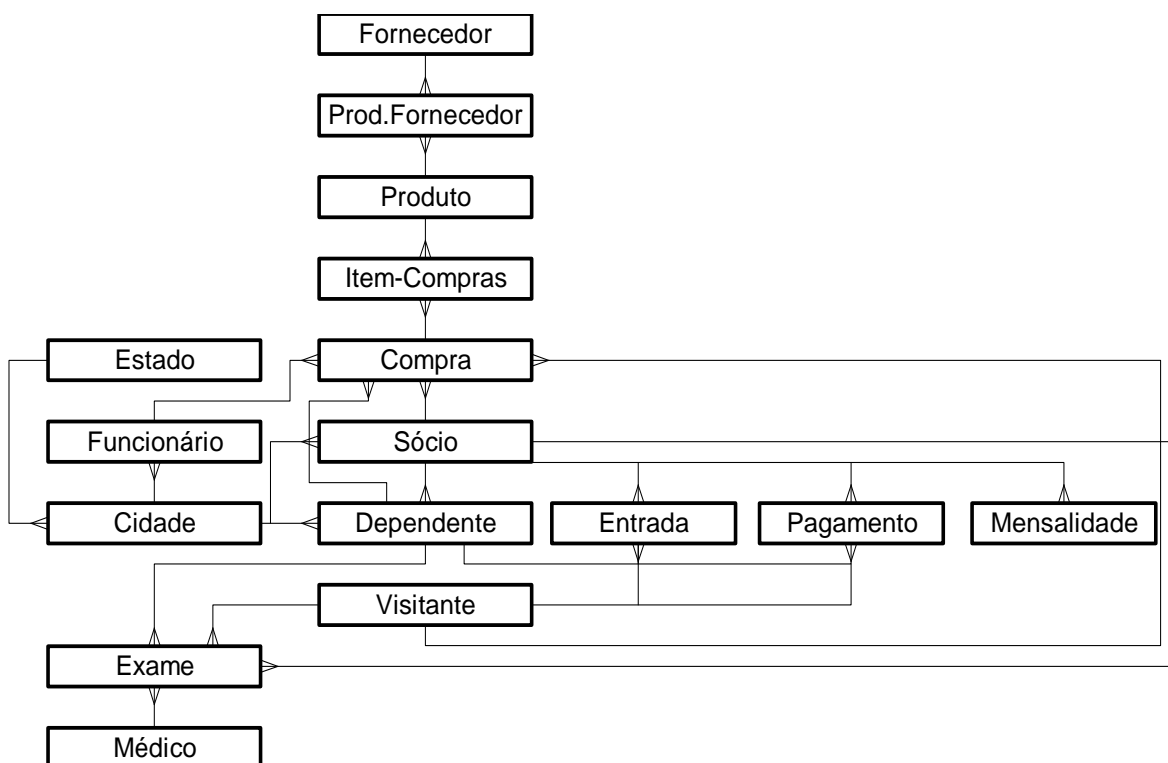 Fornecedor
Prod.Fornecedor
Produto
Item-Compras
Estado
Compra
Funcionário
Sócio
Cidade
Dependente
Entrada
Pagamento
Mensalidade
Visitante
Exame
Médico